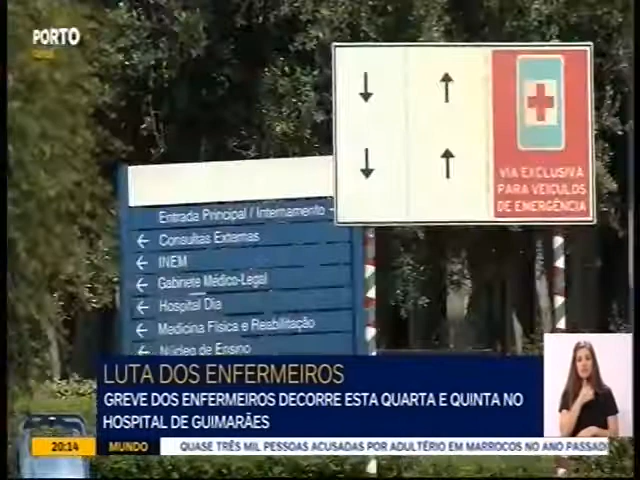 PORTO
VIA EXCLUSIVA
PARA VEÍCULOS
DE EMERGÊNCIA
Entrada Principal / Internamento
Consultas Externas
INEM
Gabinete Médico-Legal
Hospital Dia
Medicina Física e Reabilitação
Núcleo de Ensino
LUTA DOS ENFERMEIROS
GREVE DOS ENFERMEIROS DECORRE ESTA QUARTA E QUINTA NO
HOSPITAL DE GUIMARÃES
20:14
MUNDO
QUASE TRÊS MIL PESSOAS ACUSADAS POR ADULTÉRIO EM MARROCOS NO ANO PASSAD